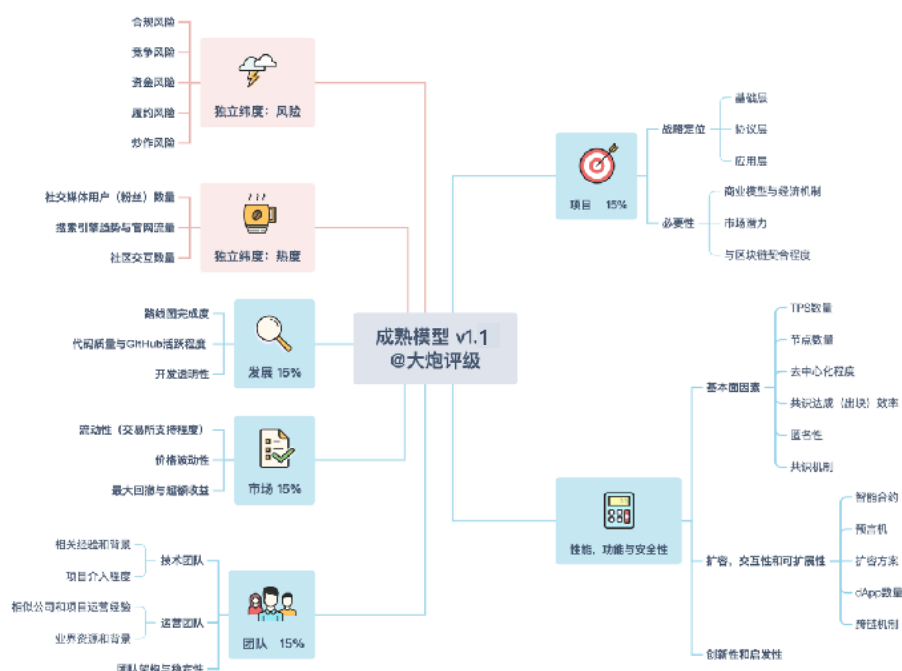 成熟模型 v1.1
@大炮评级
合规风险
竞争风险
资金风险
履约风险
炒作风险
独立纬度：风险
社交媒体用户（粉丝）数量
搜索引擎趋势与官网流量
社区交互数量
独立纬度：热度
路线图完成度
代码质量与GitHub活跃程度
开发透明性
发展 15%
流动性（交易所支持程度）
价格波动性
最大回撤与超额收益
市场 15%
相关经验和背景
项目介入程度
技术团队
相似公司和项目运营经验
业界资源和背景
运营团队
团队架构与稳定性
团队 15%
项目 15%
战略定位
基础层
协议层
应用层
必要性
商业模型与经济机制
市场潜力
与区块链契合程度
性能，功能与安全性
基本面因素
TPS数量
节点数量
去中心化程度
共识达成（出块）效率
匿名性
共识机制
扩容，交互性和可扩展性
智能合约
预言机
扩容方案
dApp数量
跨链机制
创新性和启发性